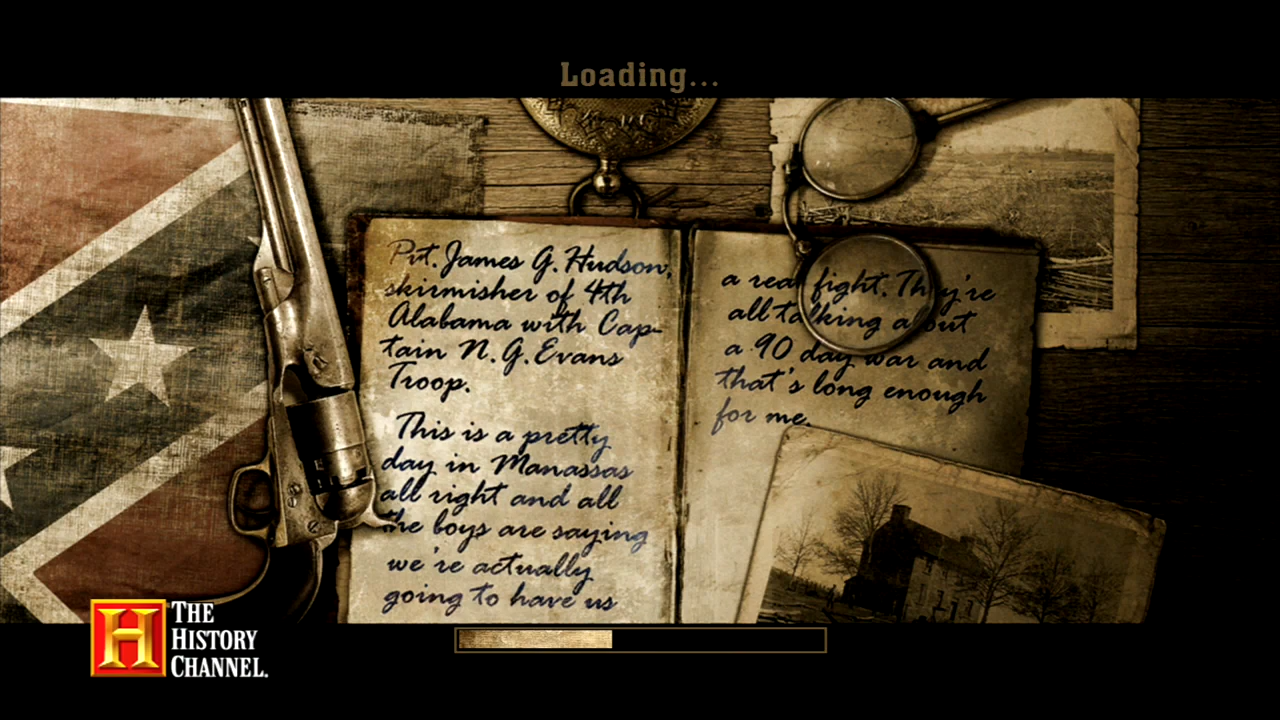 Loading...
Pvt. James G. Hudson,
skirmisher of 4th
Alabama with Cap-
tain N.G. Evans
Troop.
This is a pretty
day in Manassas
all right and all
the boys are saying
we're actually
going to have us
a real fight. They're
all talking about
a 90 day war and
that's long enough
for me.
H
THE
HISTORY
CHANNEL.